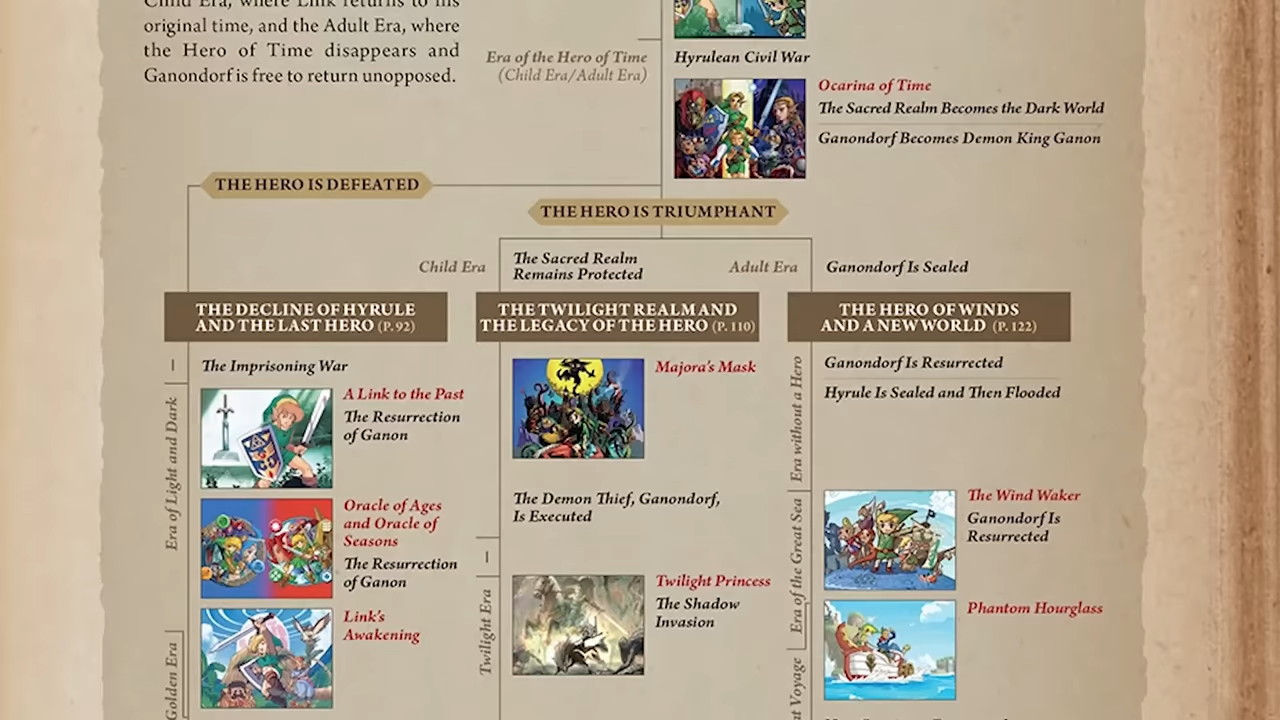 Child Era, where Link returns to his
original time, and the Adult Era, where
the Hero of Time disappears and
Ganondorf is free to return unopposed.
Era of the Hero of Time
(Child Era/Adult Era)
Hyrulean Civil War
Ocarina of Time
The Sacred Realm Becomes the Dark World
Ganondorf Becomes Demon King Ganon
THE HERO IS DEFEATED
THE HERO IS TRIUMPHANT
Child Era
The Sacred Realm
Remains Protected
Adult Era
Ganondorf Is Sealed
THE DECLINE OF HYRULE
AND THE LAST HERO (P. 92)
The Imprisoning War
Era of Light and Dark
A Link to the Past
The Resurrection
of Ganon
Oracle of Ages
and Oracle of
Seasons
The Resurrection
of Ganon
Golden Era
Link's
Awakening
THE TWILIGHT REALM AND
THE LEGACY OF THE HERO (P. 110)
Majora's Mask
The Demon Thief, Ganondorf,
Is Executed
Twilight Era
Twilight Princess
The Shadow
Invasion
THE HERO OF WINDS
AND A NEW WORLD (P. 122)
Era without a Hero
Ganondorf Is Resurrected
Hyrule Is Sealed and Then Flooded
Era of the Great Sea
The Wind Waker
Ganondorf Is
Resurrected
Voyage
Phantom Hourglass